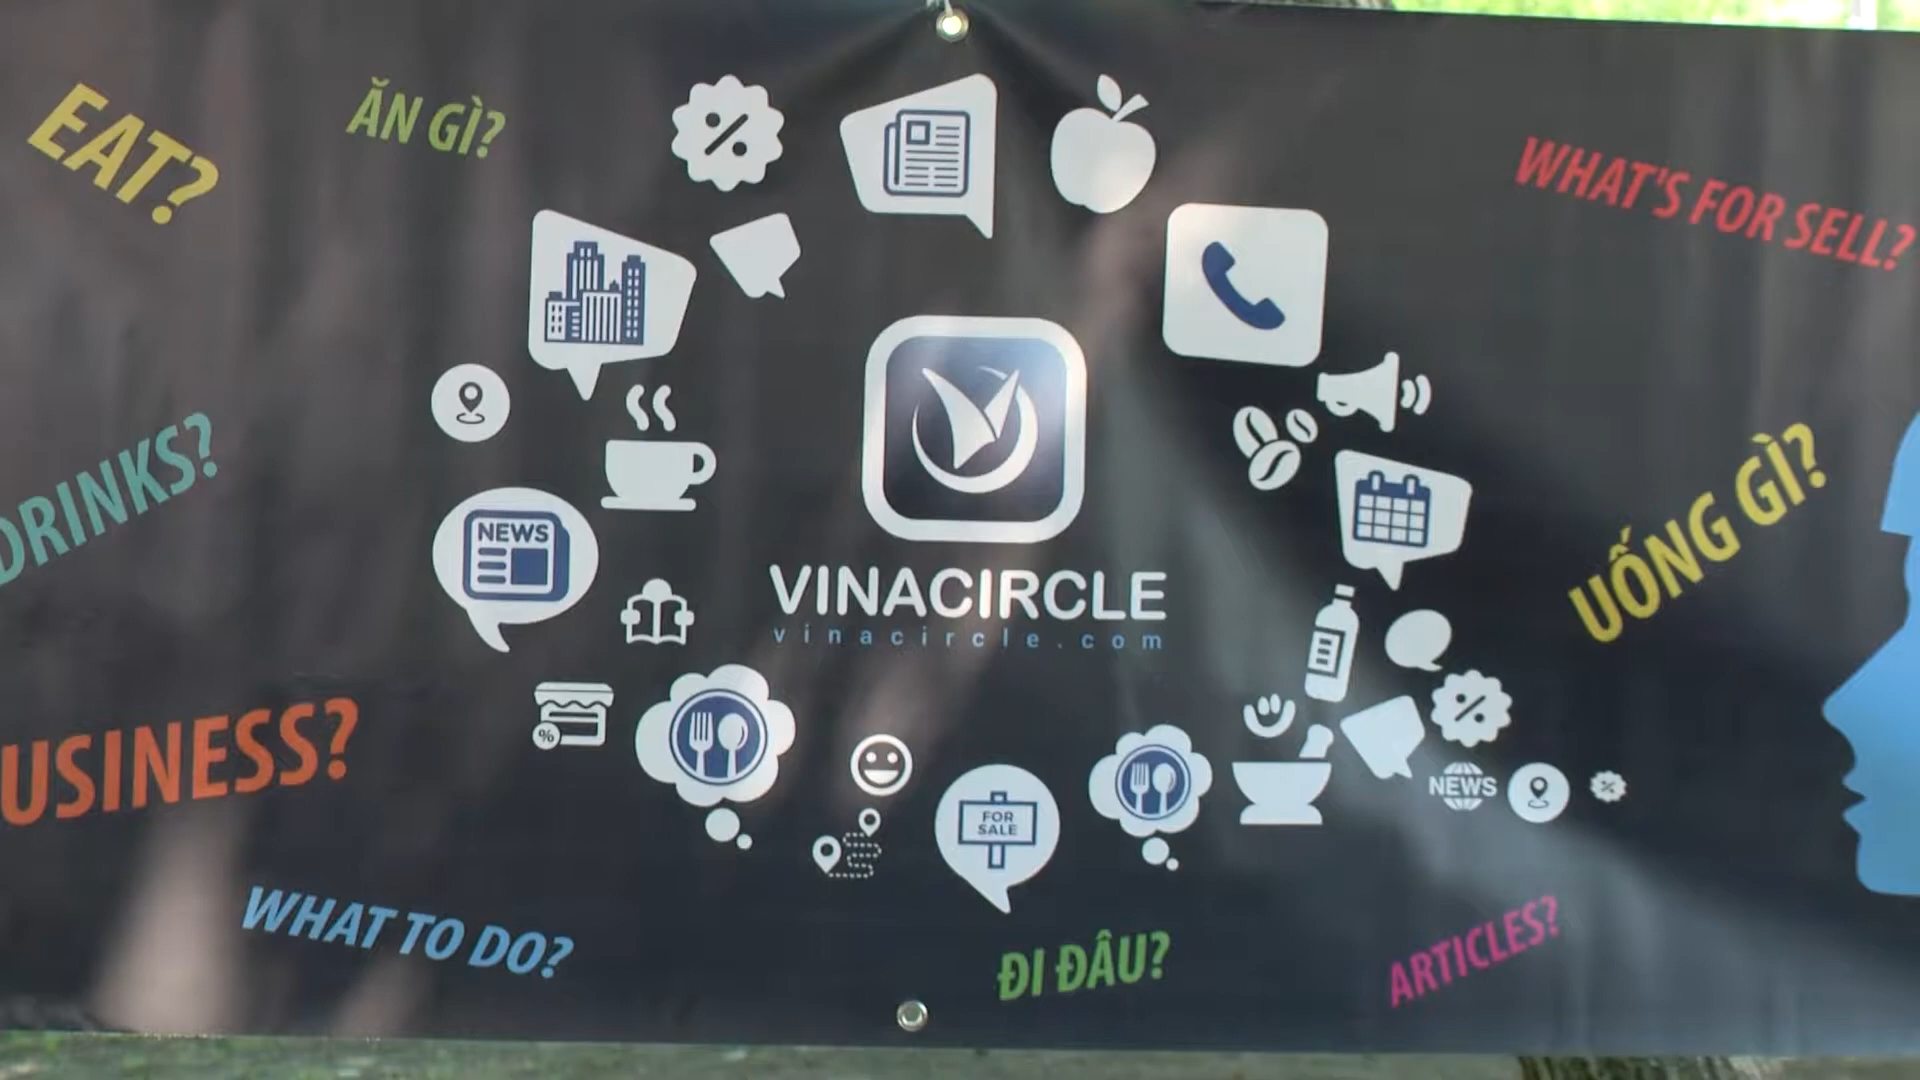 EAT?
ĂN GÌ?
WHAT'S FOR SELL?
DRINKS?
UỐNG GÌ?
NEWS
VINACIRCLE
vinacircle.com
USINESS?
%
FOR
SALE
NEWS
WHAT TO DO?
ĐI ĐÂU?
ARTICLES?